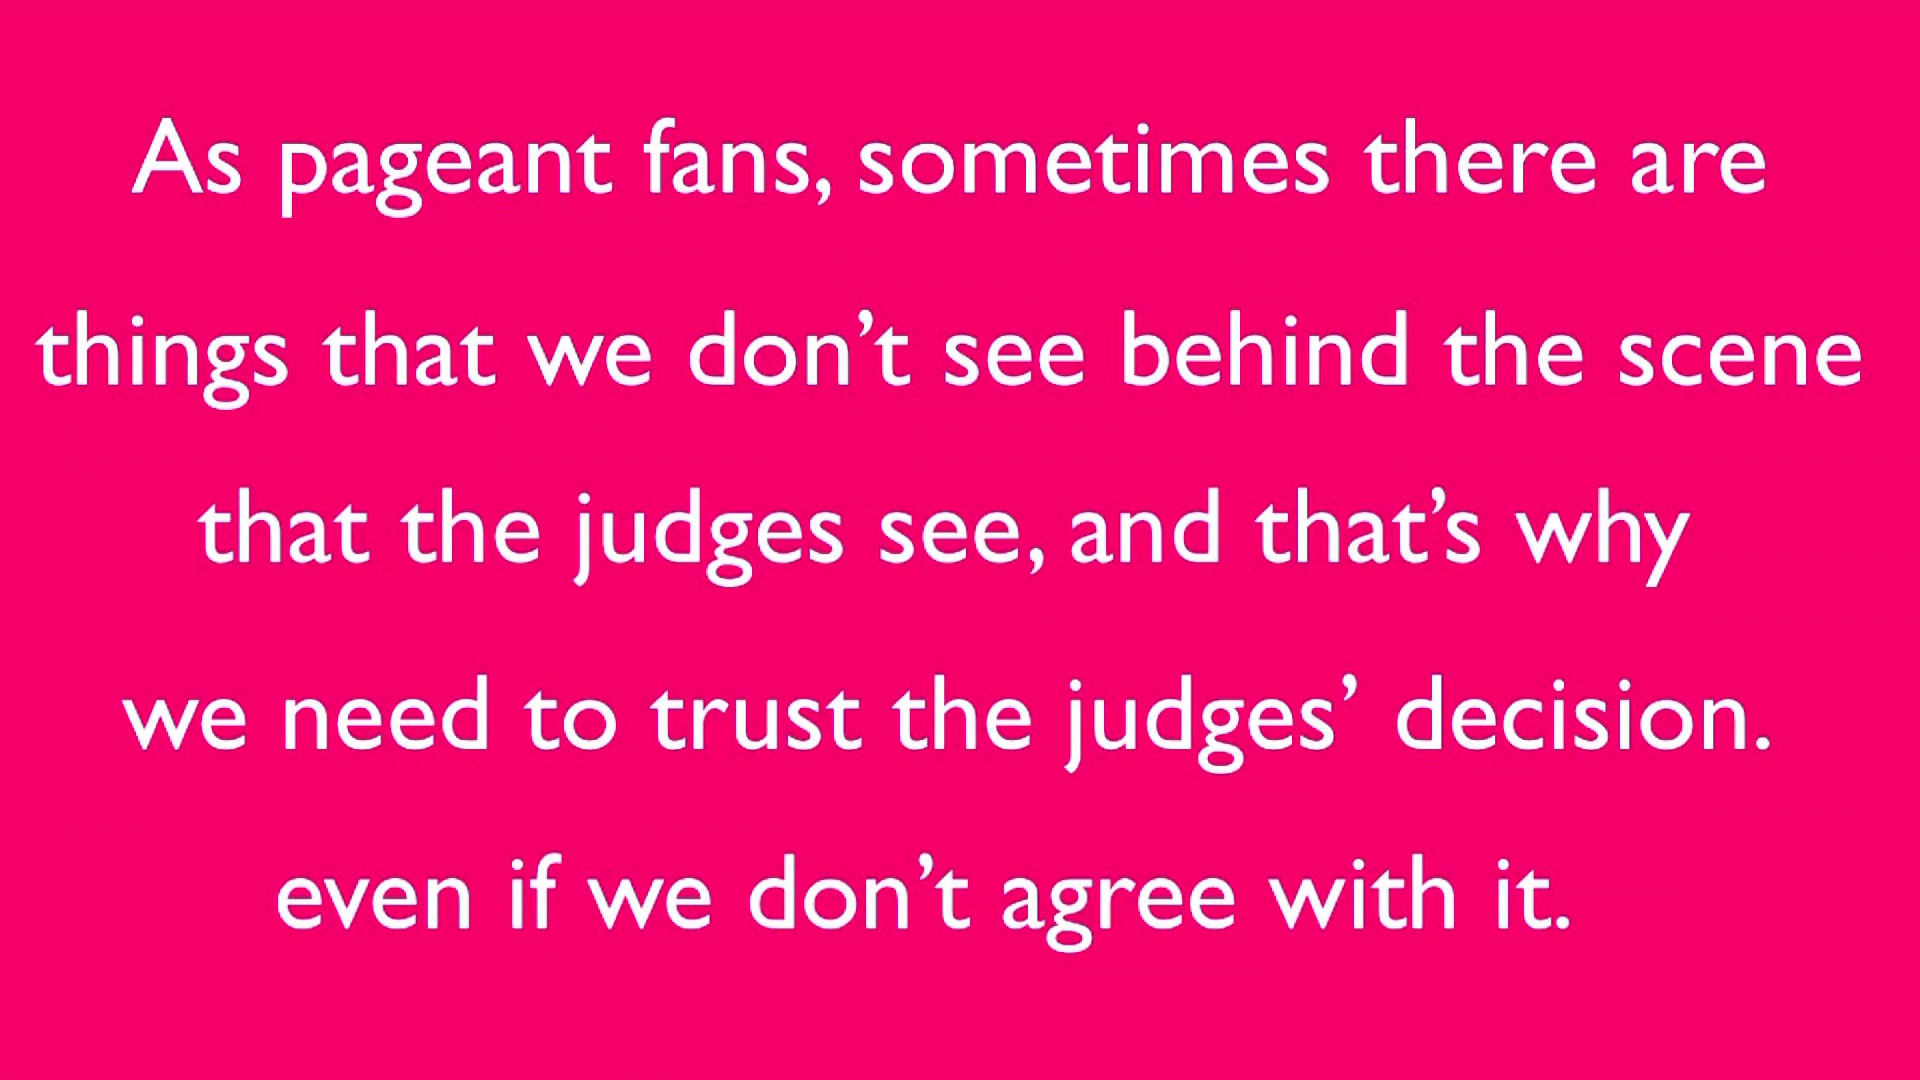 As pageant fans, sometimes there are
things that we don’t see behind the scene
that the judges see, and that’s why
we need to trust the judges’ decision.
even if we don’t agree with it.